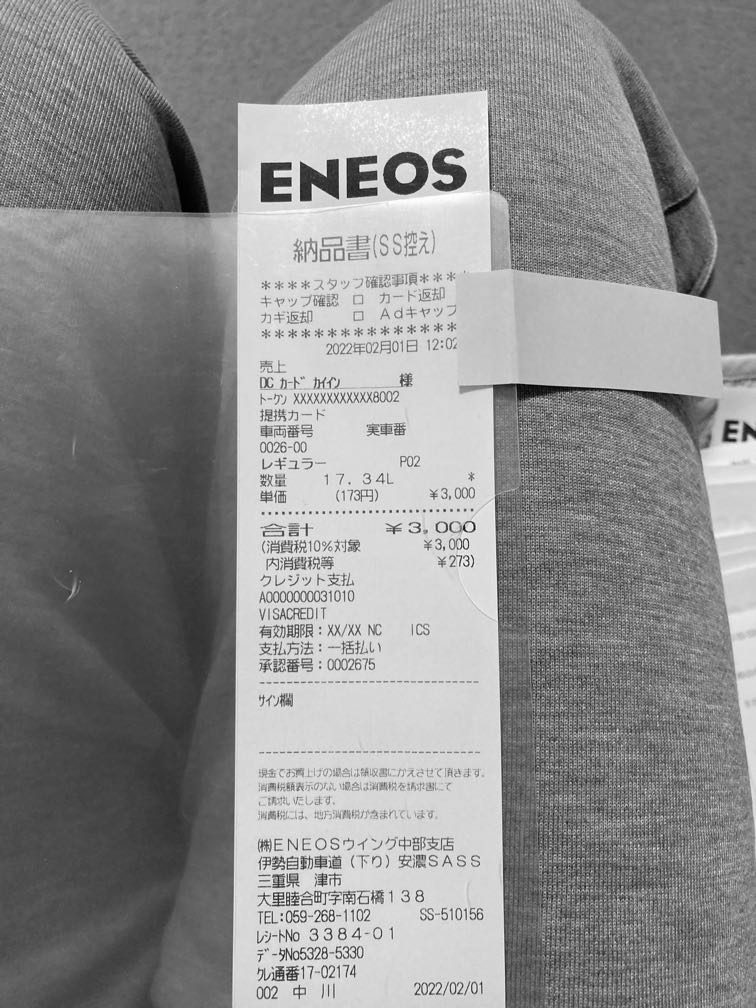 ENEOS
納品書(SS控え)
****スタッフ確認事項****
キャップ確認 □ カード返却
カギ返却 □ Adキャップ
****************
2022年02月01日 12:02
売上
DC カード カイイン 様
トークン XXXXXXXXXXXX8002
提携カード
車両番号 実車番
0026-00
レギュラー P02
数量 17.34L *
単価 (173円) ¥3,000
合計 ¥3,000
(消費税10%対象 ¥3,000
内消費税等 ¥273)
クレジット支払
A0000000031010
VISACREDIT
有効期限:XX/XX NC ICS
支払方法:一括払い
承認番号:0002675
サイン欄
現金でお買上げの場合は領収書にかえさせて頂きます。
消費税額表示のない場合は消費税を請求書にて
ご請求いたします。
消費税には、地方消費税が含まれています。
㈱ENEOSウイング中部支店
伊勢自動車道(下り)安濃SASS
三重県 津市
大里睦合町字南石橋138
TEL:059-268-1102 SS-510156
レシートNo 3384-01
データNo5328-5330
クレ通番17-02174
002 中 川 2022/02/01
EN